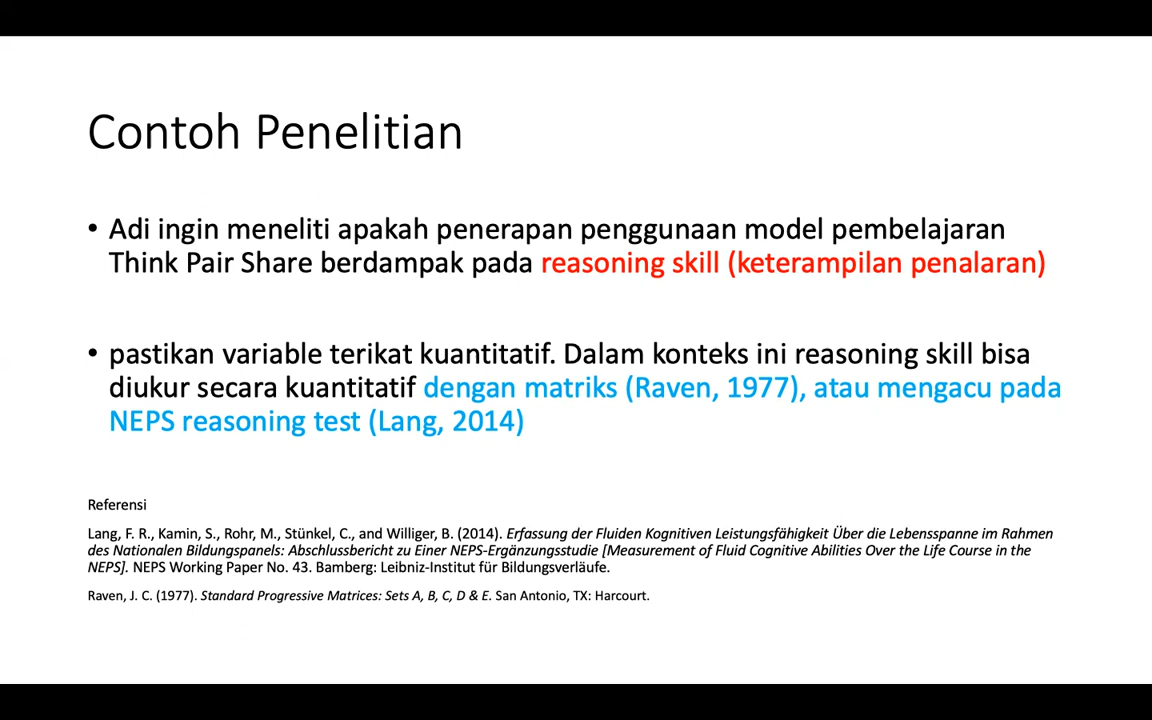 Contoh Penelitian
• Adi ingin meneliti apakah penerapan penggunaan model pembelajaran
Think Pair Share berdampak pada reasoning skill (keterampilan penalaran)
• pastikan variable terikat kuantitatif. Dalam konteks ini reasoning skill bisa
diukur secara kuantitatif dengan matriks (Raven, 1977), atau mengacu pada
NEPS reasoning test (Lang, 2014)
Referensi
Lang, F. R., Kamin, S., Rohr, M., Stünkel, C., and Williger, B. (2014). Erfassung der Fluiden Kognitiven Leistungsfähigkeit Über die Lebensspanne im Rahmen
des Nationalen Bildungspanels: Abschlussbericht zu Einer NEPS-Ergänzungsstudie [Measurement of Fluid Cognitive Abilities Over the Life Course in the
NEPS]. NEPS Working Paper No. 43. Bamberg: Leibniz-Institut für Bildungsverläufe.
Raven, J. C. (1977). Standard Progressive Matrices: Sets A, B, C, D & E. San Antonio, TX: Harcourt.